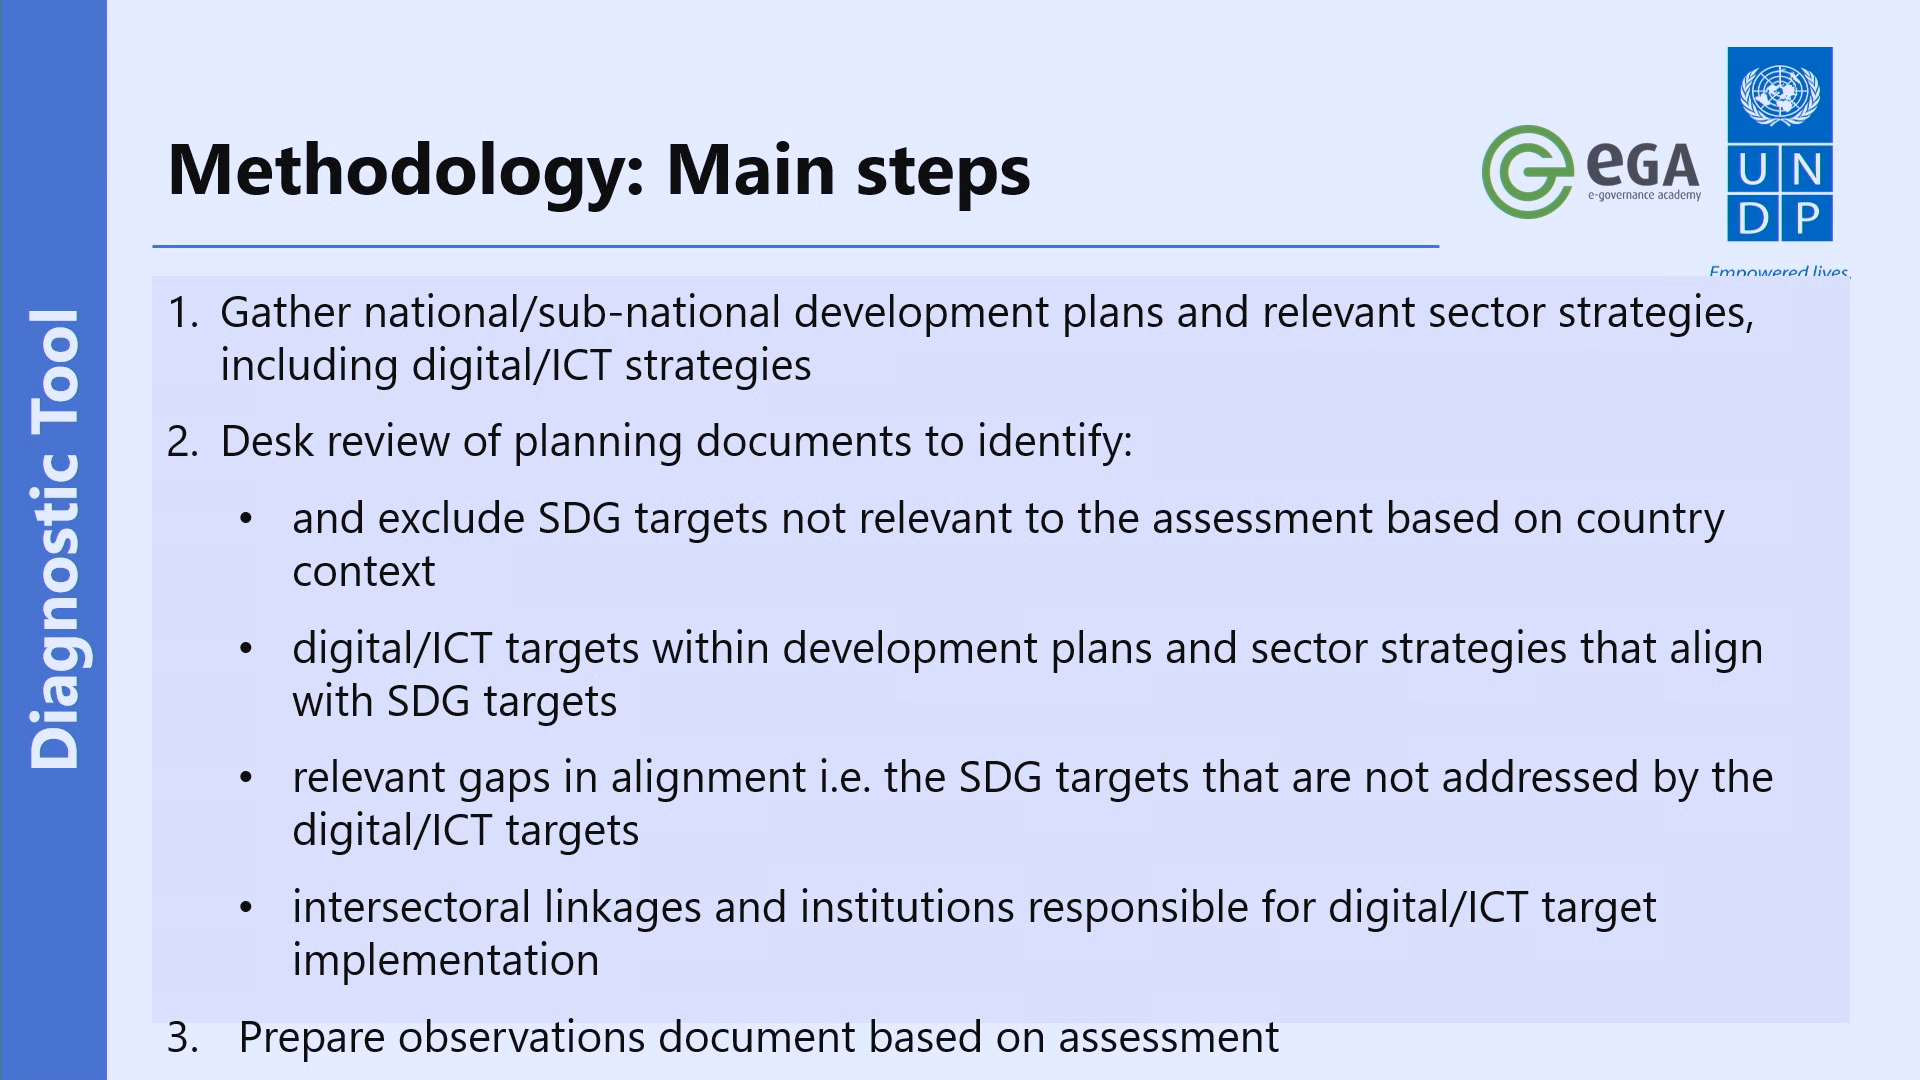 Diagnostic Tool
Methodology: Main steps
eGA
e-governance academy
U N
D P
Empowered lives.
1. Gather national/sub-national development plans and relevant sector strategies,
including digital/ICT strategies
2. Desk review of planning documents to identify:
• and exclude SDG targets not relevant to the assessment based on country
context
• digital/ICT targets within development plans and sector strategies that align
with SDG targets
• relevant gaps in alignment i.e. the SDG targets that are not addressed by the
digital/ICT targets
• intersectoral linkages and institutions responsible for digital/ICT target
implementation
3. Prepare observations document based on assessment